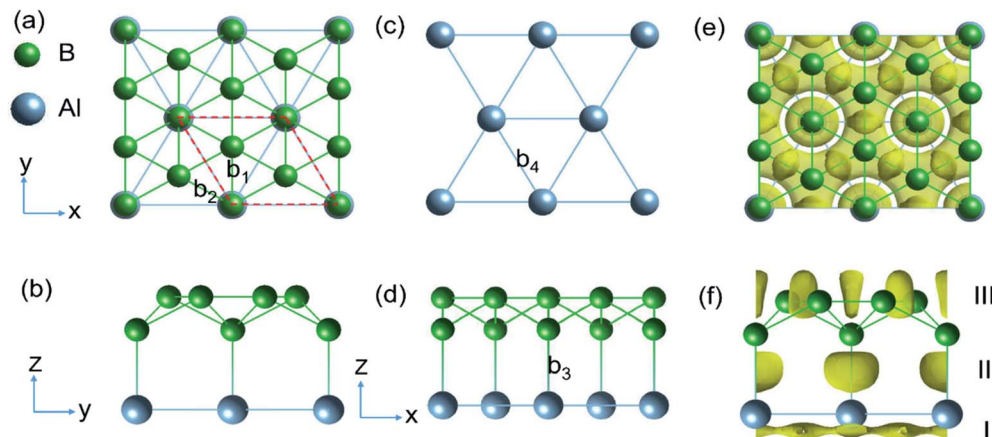 (a)
B
Al
y
x
b₁
b₂
(c)
b₄
(e)
(b)
z
y
(d)
z
x
b₃
(f)
III
II
I